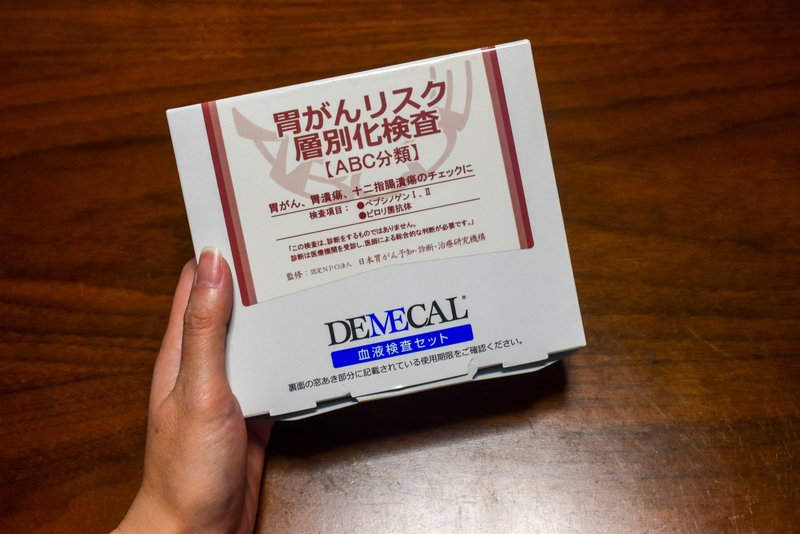 胃がんリスク
層別化検査
【ABC分類】
胃がん、胃潰瘍、十二指腸潰瘍のチェックに
検査項目： ●ペプシノゲンⅠ、Ⅱ
●ピロリ菌抗体
「この検査は、診断をするものではありません。
診断は医療機関を受診し、医師による総合的な判断が必要です。」
監修：認定NPO法人 日本胃がん予知・診断・治療研究機構
DEMECAL®
血液検査セット
裏面の窓あき部分に記載されている使用期限をご確認ください。